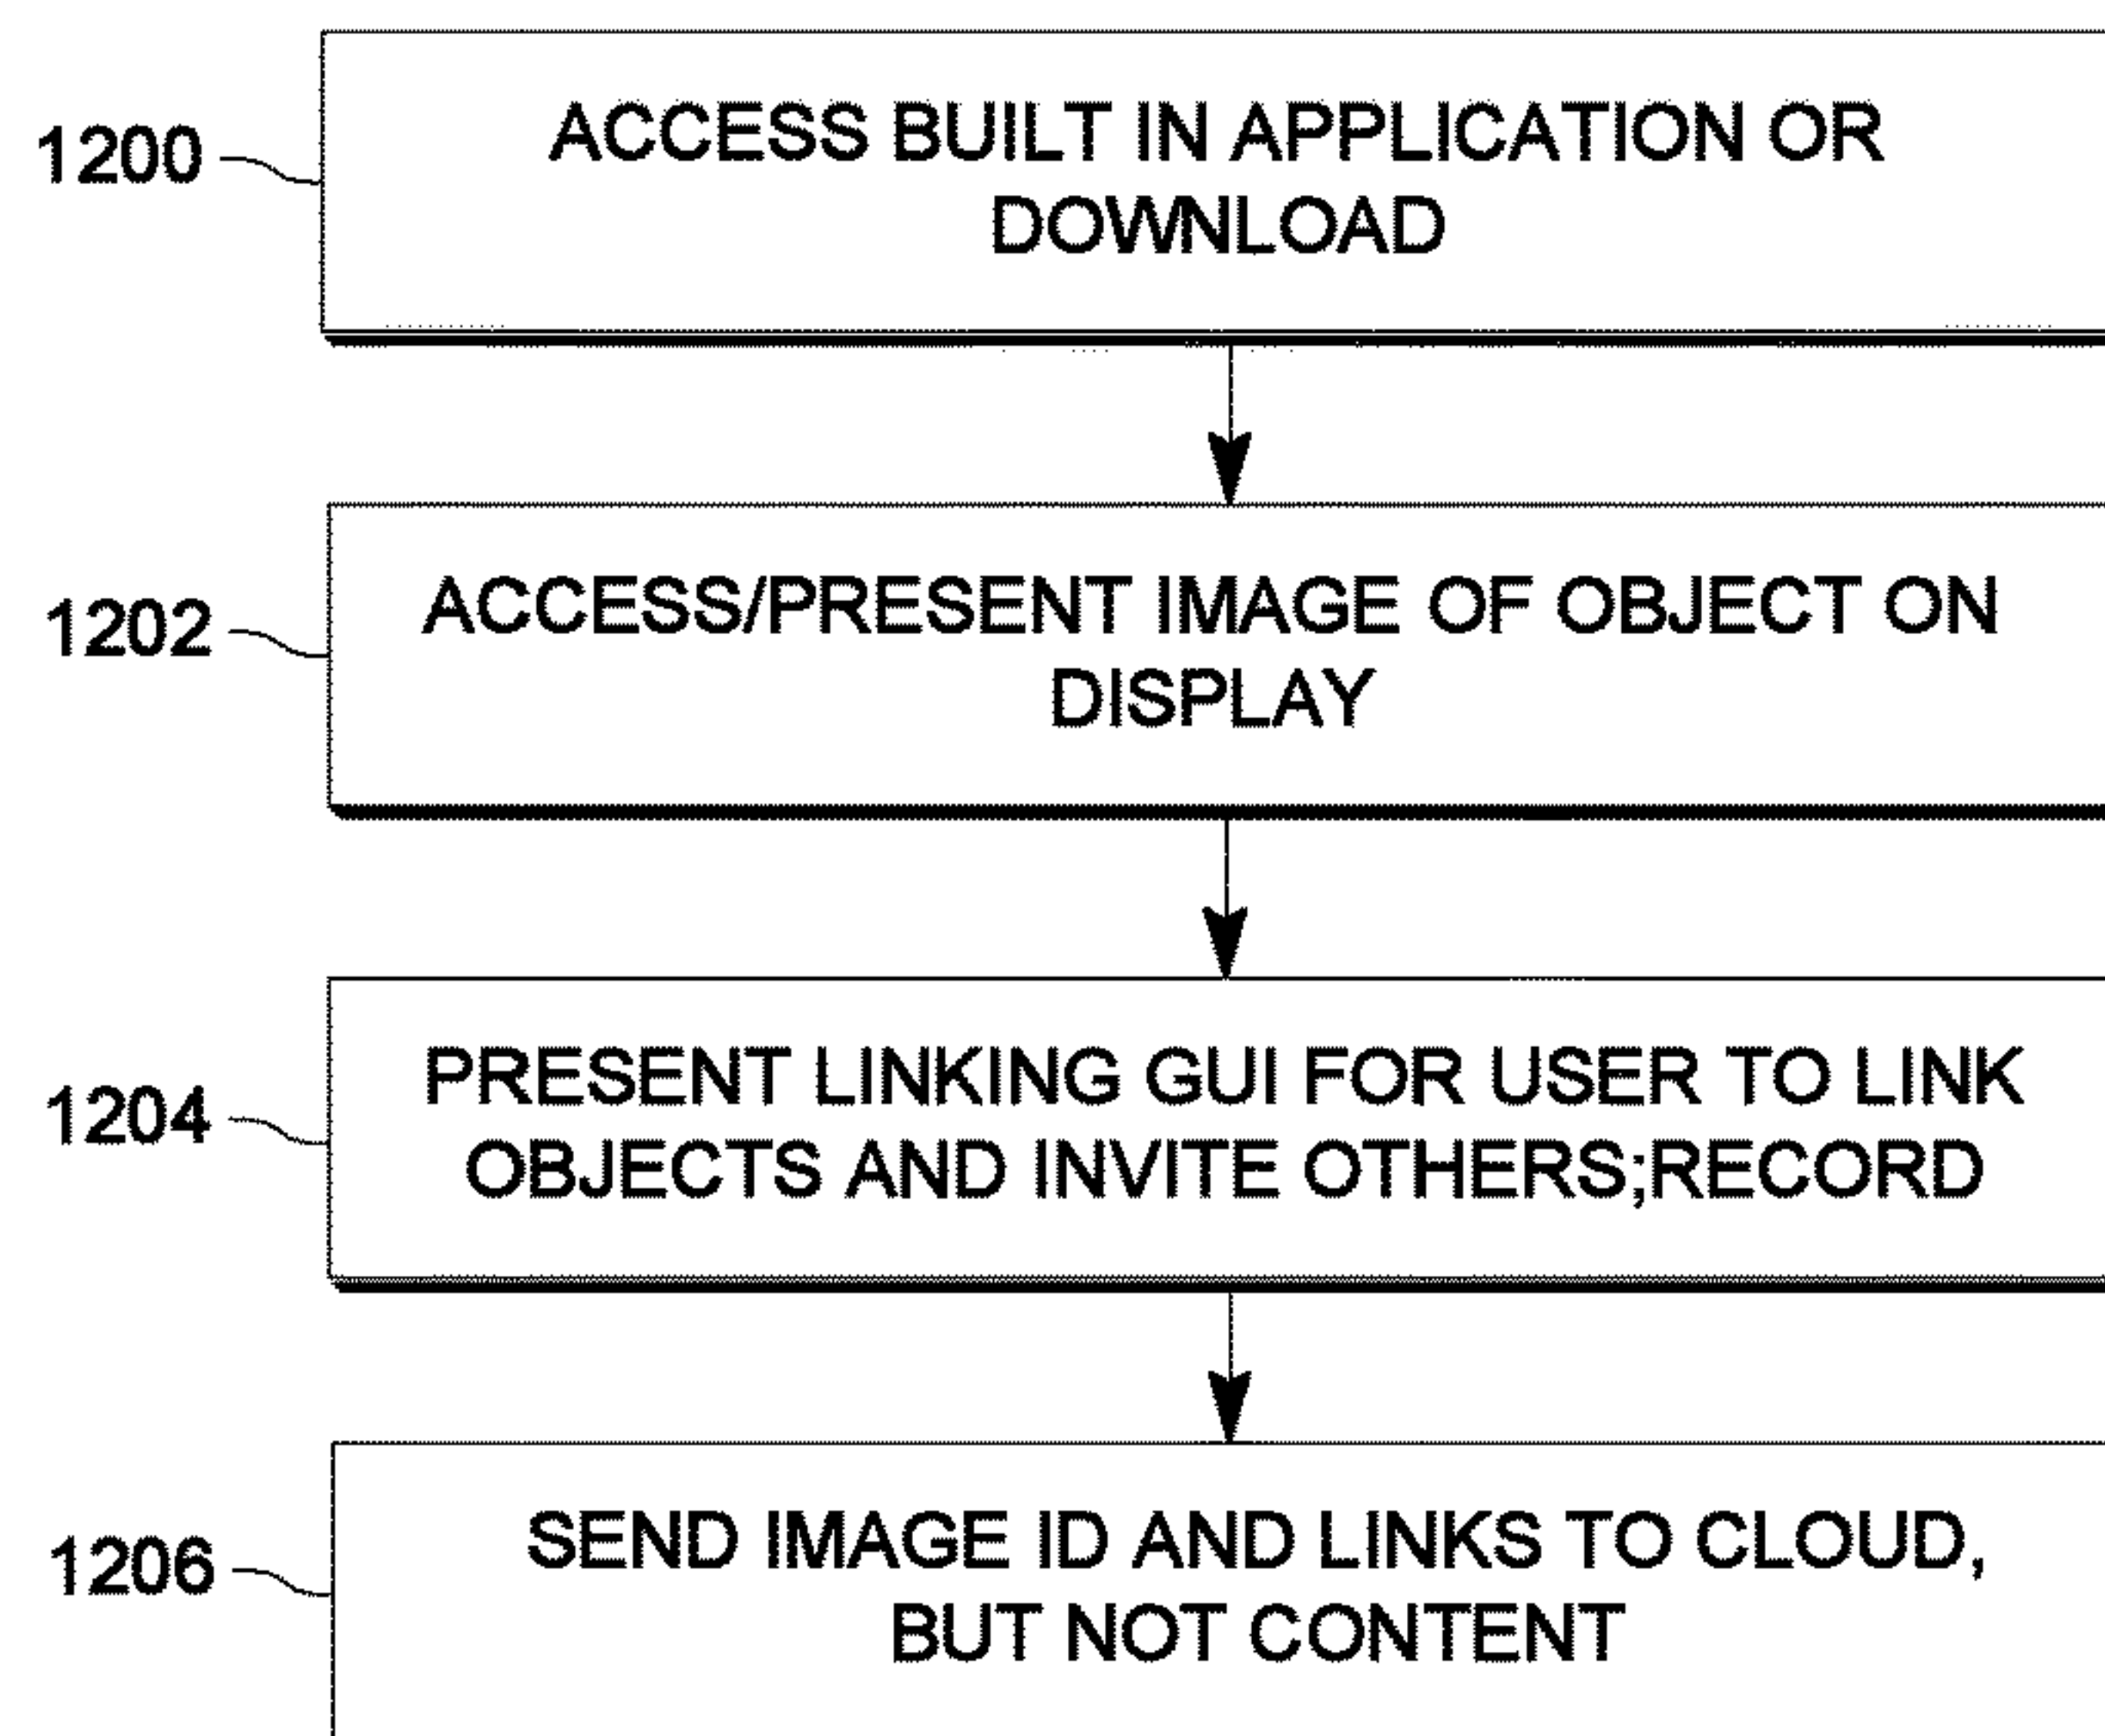 1200
ACCESS BUILT IN APPLICATION OR
DOWNLOAD
1202
ACCESS/PRESENT IMAGE OF OBJECT ON
DISPLAY
1204
PRESENT LINKING GUI FOR USER TO LINK
OBJECTS AND INVITE OTHERS;RECORD
1206
SEND IMAGE ID AND LINKS TO CLOUD,
BUT NOT CONTENT